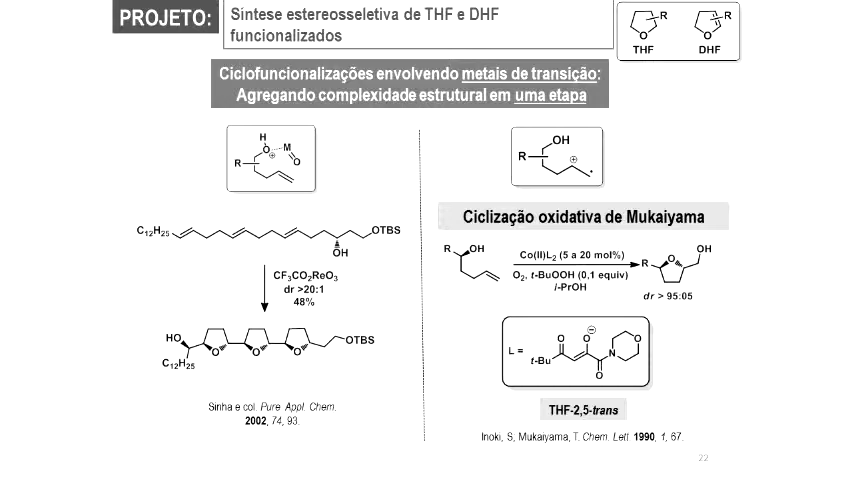 PROJETO:
Síntese estereosseletiva de THF e DHF
funcionalizados
R
O
THF
R
O
DHF
Ciclofuncionalizações envolvendo metais de transição:
Agregando complexidade estrutural em uma etapa
H
O
M
R
⊕
O
C12H25
OTBS
OH
CF3CO2ReO3
dr >20:1
48%
HO
O
O
O
OTBS
C12H25
Sinha e col. Pure. Appl. Chem.
2002, 74, 93.
OH
R
⊕
Ciclização oxidativa de Mukaiyama
R
OH
Co(II)L2 (5 a 20 mol%)
O2, t-BuOOH (0,1 equiv)
i-PrOH
R
O
OH
dr > 95:05
L =
O
O
⊖
t-Bu
N
O
O
THF-2,5-trans
Inoki, S, Mukaiyama, T. Chem. Lett. 1990, 1, 67.
22